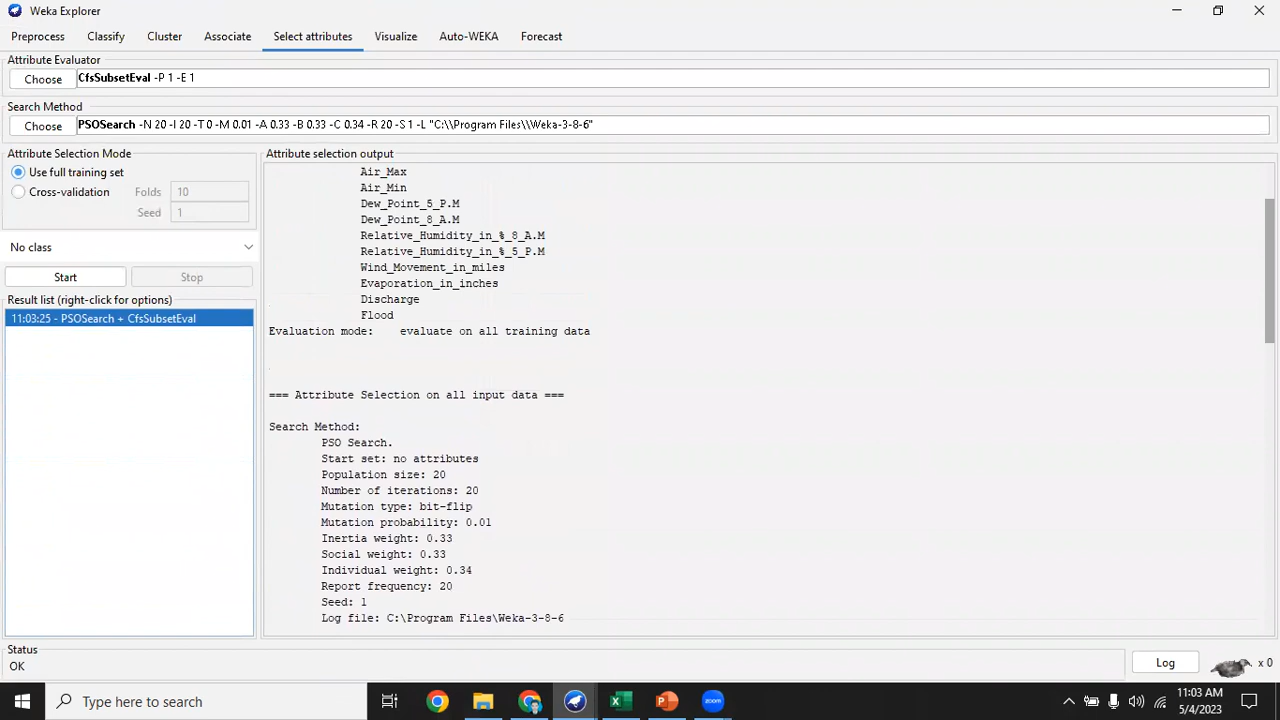 Weka Explorer
Preprocess Classify Cluster Associate Select attributes Visualize Auto-WEKA Forecast
Attribute Evaluator
Choose CfsSubsetEval -P 1 -E 1
Search Method
Choose PSOSearch -N 20 -I 20 -T 0 -M 0.01 -A 0.33 -B 0.33 -C 0.34 -R 20 -S 1 -L "C:\\Program Files\\Weka-3-8-6"
Attribute Selection Mode
Use full training set
Cross-validation Folds 10
Seed 1
No class
Start Stop
Result list (right-click for options)
11:03:25 - PSOSearch + CfsSubsetEval
Attribute selection output
Air_Max
Air_Min
Dew_Point_5_P.M
Dew_Point_8_A.M
Relative_Humidity_in_%_8_A.M
Relative_Humidity_in_%_5_P.M
Wind_Movement_in_miles
Evaporation_in_inches
Discharge
Flood
Evaluation mode: evaluate on all training data
=== Attribute Selection on all input data ===
Search Method:
PSO Search.
Start set: no attributes
Population size: 20
Number of iterations: 20
Mutation type: bit-flip
Mutation probability: 0.01
Inertia weight: 0.33
Social weight: 0.33
Individual weight: 0.34
Report frequency: 20
Seed: 1
Log file: C:\Program Files\Weka-3-8-6
Status
OK
Log x 0
Type here to search
zoom
11:03 AM
5/4/2023